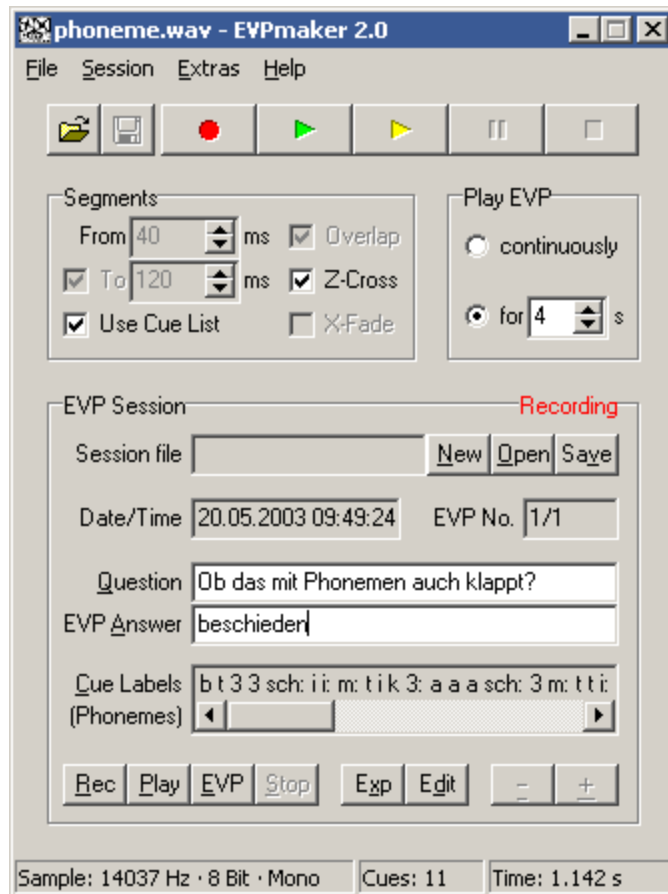 phoneme.wav - EVPmaker 2.0
File Session Extras Help
Segments
Play EVP
From 40 ms Overlap
continuously
To 120 ms Z-Cross
for 4 s
Use Cue List X-Fade
EVP Session Recording
Session file New Open Save
Date/Time 20.05.2003 09:49:24 EVP No. 1/1
Question Ob das mit Phonemen auch klappt?
EVP Answer beschieden
Cue Labels b t 3 3 sch: i i: m: t i k 3: a a a sch: 3 m: t t i:
(Phonemes)
Rec Play EVP Stop Exp Edit - +
Sample: 14037 Hz · 8 Bit · Mono Cues: 11 Time: 1.142 s